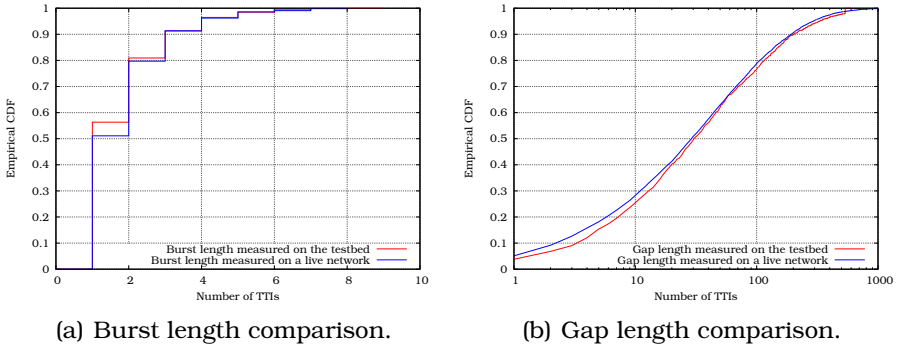 1
0.9
0.8
0.7
0.6
0.5
0.4
0.3
0.2
0.1
0
Empirical CDF
Burst length measured on the testbed
Burst length measured on a live network
0 2 4 6 8 10
Number of TTIs
(a) Burst length comparison.
1
0.9
0.8
0.7
0.6
0.5
0.4
0.3
0.2
0.1
0
Empirical CDF
Gap length measured on the testbed
Gap length measured on a live network
1 10 100 1000
Number of TTIs
(b) Gap length comparison.